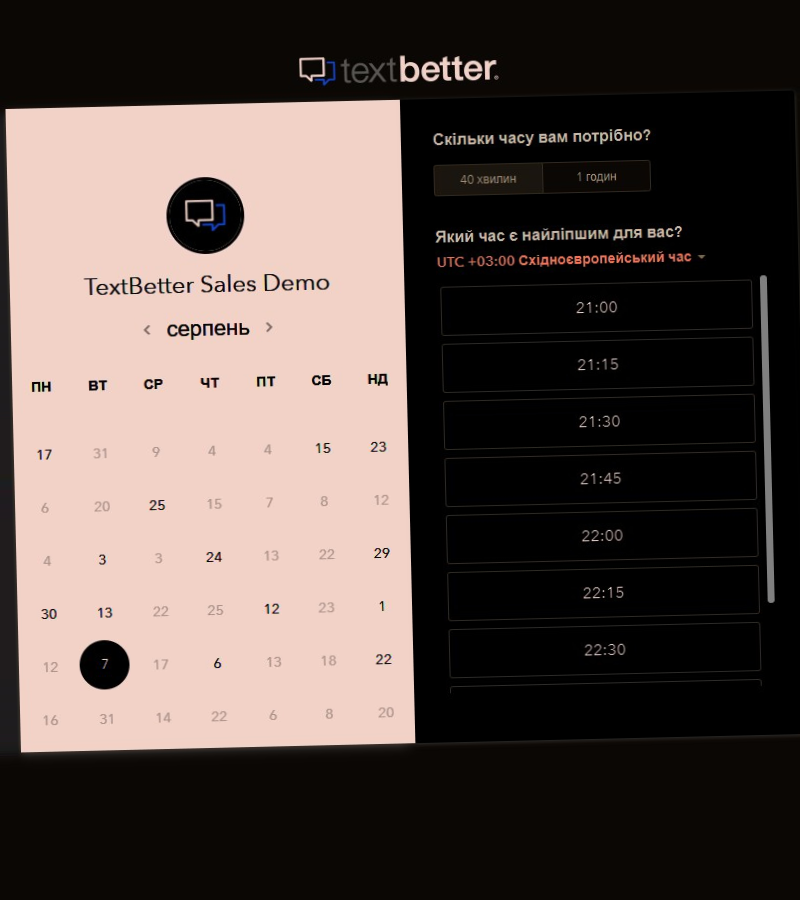 textbetter.
TextBetter Sales Demo
серпень
ПН ВТ СР ЧТ ПТ СБ НД
17 31 9 4 4 15 23
6 20 25 15 7 8 12
4 3 3 24 13 22 29
30 13 22 25 12 23 1
12 7 17 6 13 18 22
16 31 14 22 6 8 20
Скільки часу вам потрібно?
40 хвилин 1 годин
Який час є найліпшим для вас?
UTC +03:00 Східноєвропейський час
21:00
21:15
21:30
21:45
22:00
22:15
22:30